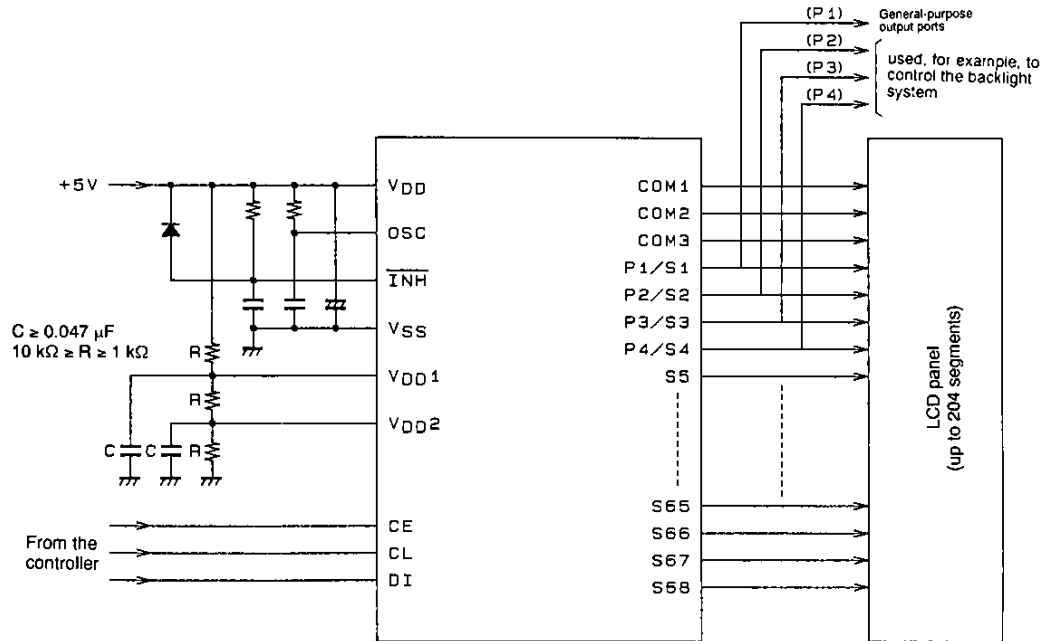 (P1)
General-purpose
output ports
(P2)
(P3)
(P4)
used, for example, to
control the backlight
system
+5V
VDD
OSC
INH
VSS
C ≥ 0.047 µF
10 kΩ ≥ R ≥ 1 kΩ
R
VDD1
R
VDD2
C
C
R
From the
controller
CE
CL
DI
COM1
COM2
COM3
P1/S1
P2/S2
P3/S3
P4/S4
S5
S65
S66
S67
S68
LCD panel
(up to 204 segments)